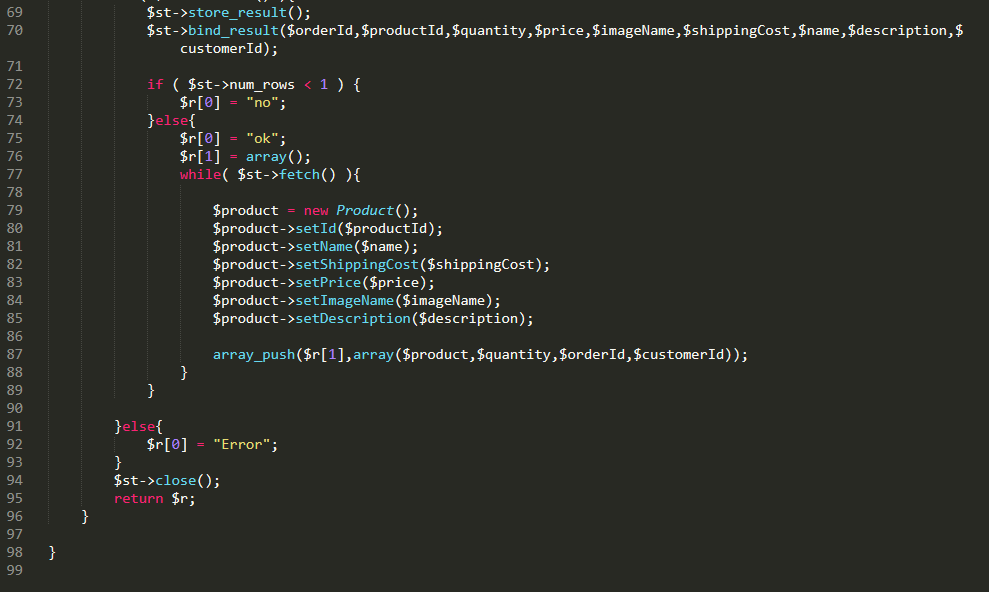 69 $st->store_result();
70 $st->bind_result($orderId,$productId,$quantity,$price,$imageName,$shippingCost,$name,$description,$
customerId);
71
72 if ( $st->num_rows < 1 ) {
73 $r[0] = "no";
74 }else{
75 $r[0] = "ok";
76 $r[1] = array();
77 while( $st->fetch() ){
78
79 $product = new Product();
80 $product->setId($productId);
81 $product->setName($name);
82 $product->setShippingCost($shippingCost);
83 $product->setPrice($price);
84 $product->setImageName($imageName);
85 $product->setDescription($description);
86
87 array_push($r[1],array($product,$quantity,$orderId,$customerId));
88 }
89 }
90
91 }else{
92 $r[0] = "Error";
93 }
94 $st->close();
95 return $r;
96 }
97
98 }
99